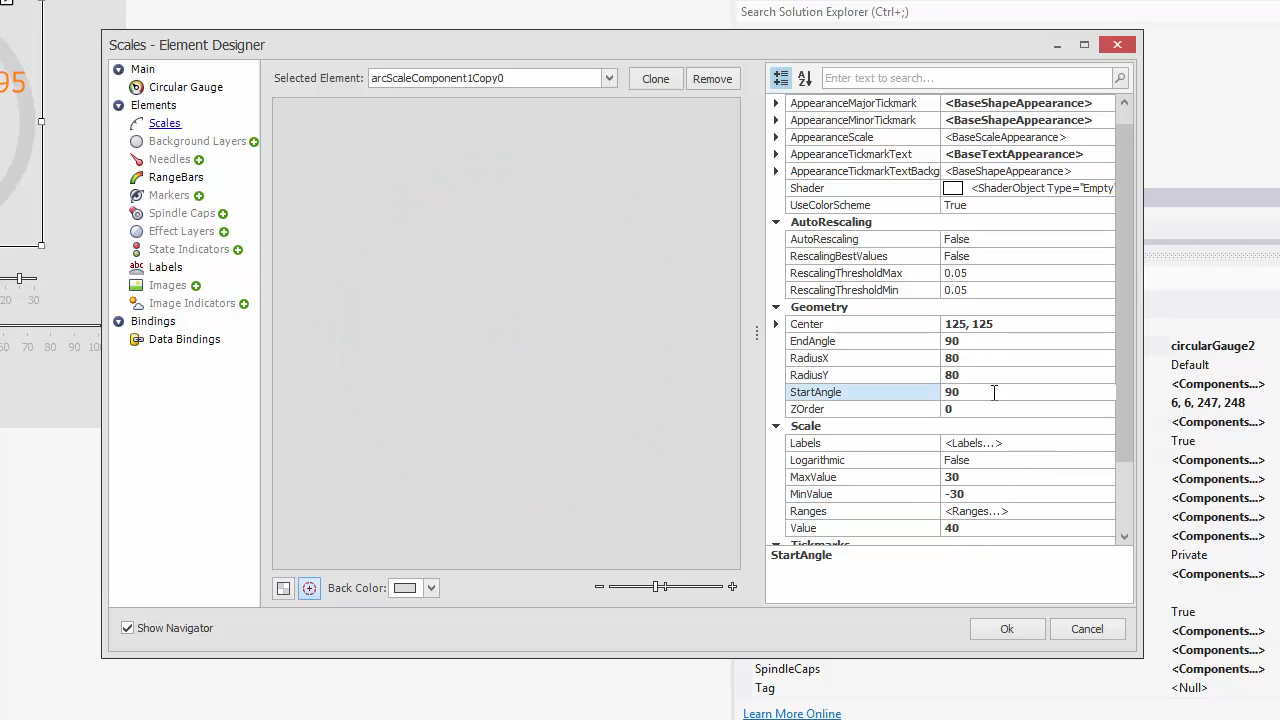 Search Solution Explorer (Ctrl+;)
Scales - Element Designer
Main
Circular Gauge
Elements
Scales
Background Layers
Needles
RangeBars
Markers
Spindle Caps
Effect Layers
State Indicators
abc Labels
Images
Image Indicators
Bindings
Data Bindings
Selected Element: arcScaleComponent1Copy0 Clone Remove
Enter text to search...
AppearanceMajorTickmark <BaseShapeAppearance>
AppearanceMinorTickmark <BaseShapeAppearance>
AppearanceScale <BaseScaleAppearance>
AppearanceTickmarkText <BaseTextAppearance>
AppearanceTickmarkTextBackg <BaseShapeAppearance>
Shader <ShaderObject Type="Empty"
UseColorScheme True
AutoRescaling
AutoRescaling False
RescalingBestValues False
RescalingThresholdMax 0.05
RescalingThresholdMin 0.05
Geometry
Center 125, 125
EndAngle 90
RadiusX 80
RadiusY 80
StartAngle 90
ZOrder 0
Scale
Labels <Labels...>
Logarithmic False
MaxValue 30
MinValue -30
Ranges <Ranges...>
Value 40
Tickmarks
StartAngle
Back Color:
Show Navigator
Ok Cancel
95
20 30
60 70 80 90 10
circularGauge2
Default
<Components...>
6, 6, 247, 248
<Components...>
True
<Components...>
<Components...>
<Components...>
<Components...>
<Components...>
Private
<Components...>
True
<Components...>
<Components...>
SpindleCaps <Components...>
Tag <Null>
Learn More Online